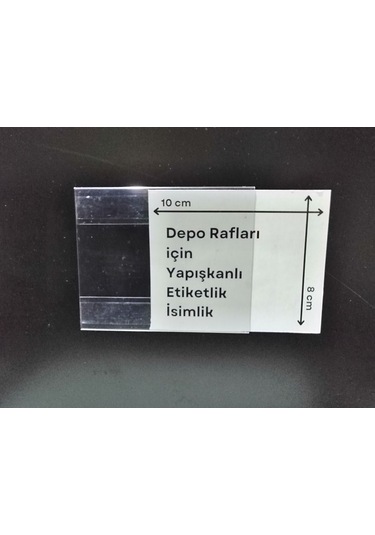 10 cm
Depo Rafları
için
Yapışkanlı
Etiketlik
İsimlik
8 cm